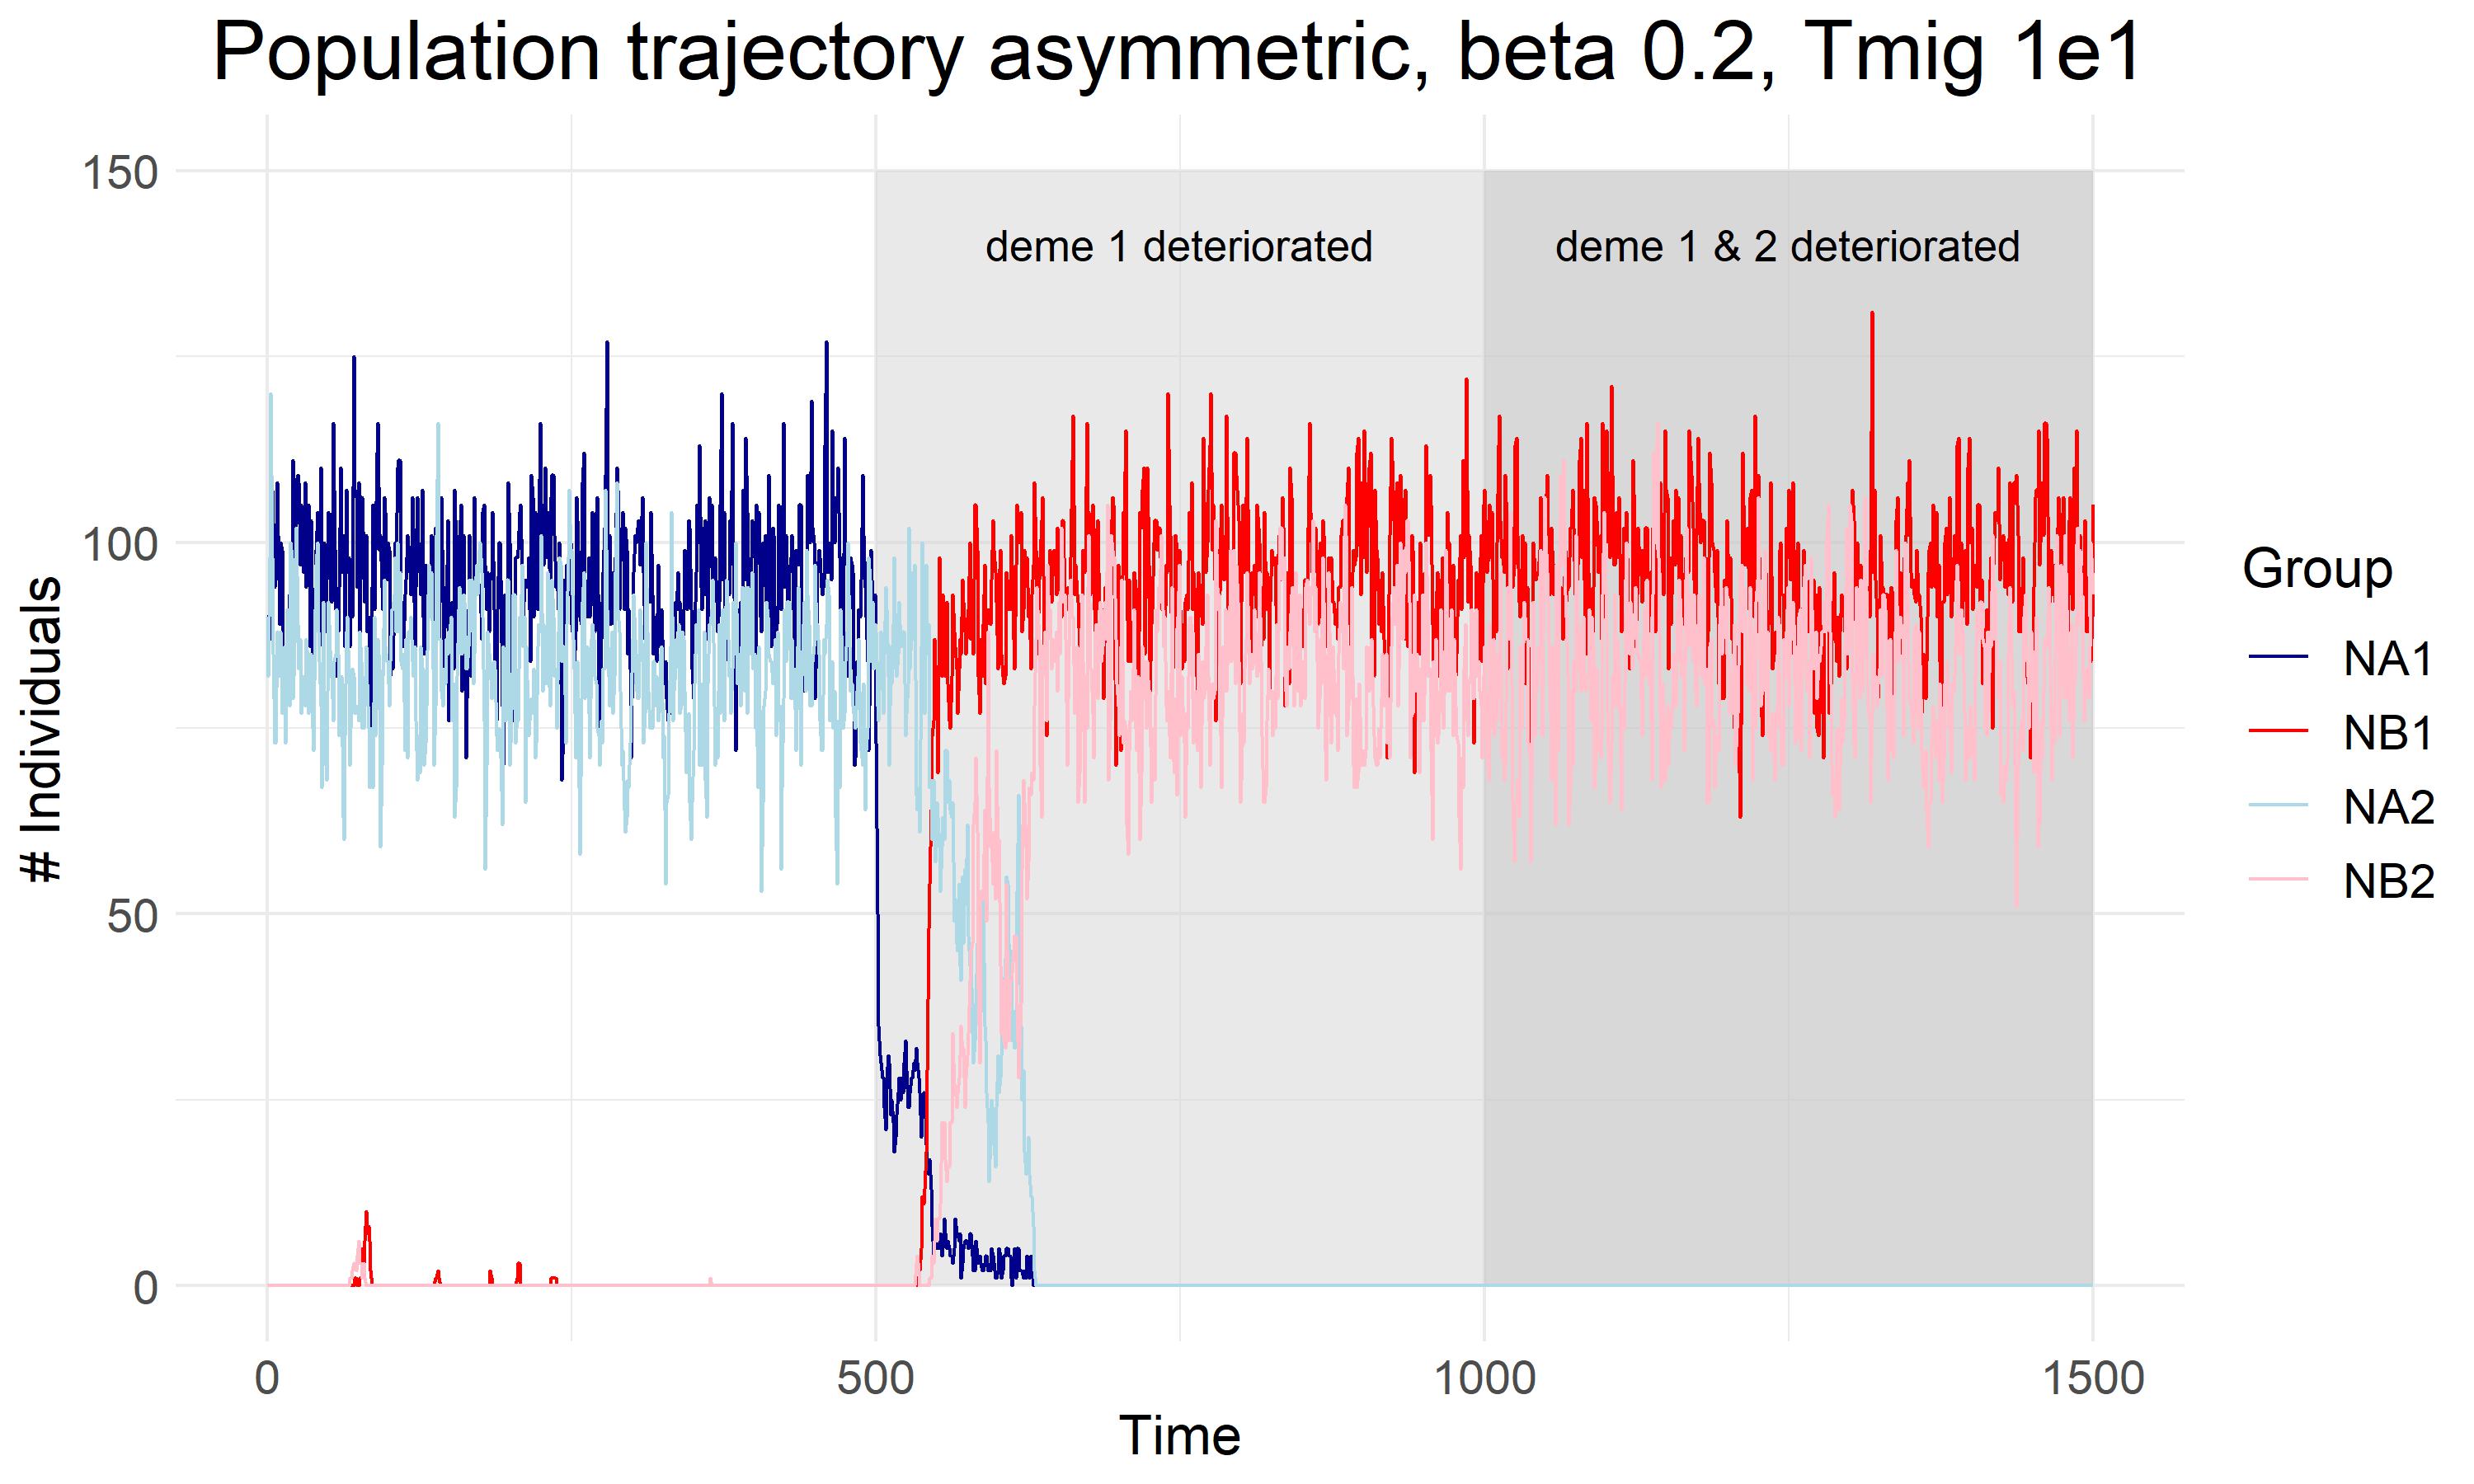 Population trajectory asymmetric, beta 0.2, Tmig 1e1
150
100
50
0
# Individuals
deme 1 deteriorated
deme 1 & 2 deteriorated
0
500
1000
1500
Time
Group
NA1
NB1
NA2
NB2